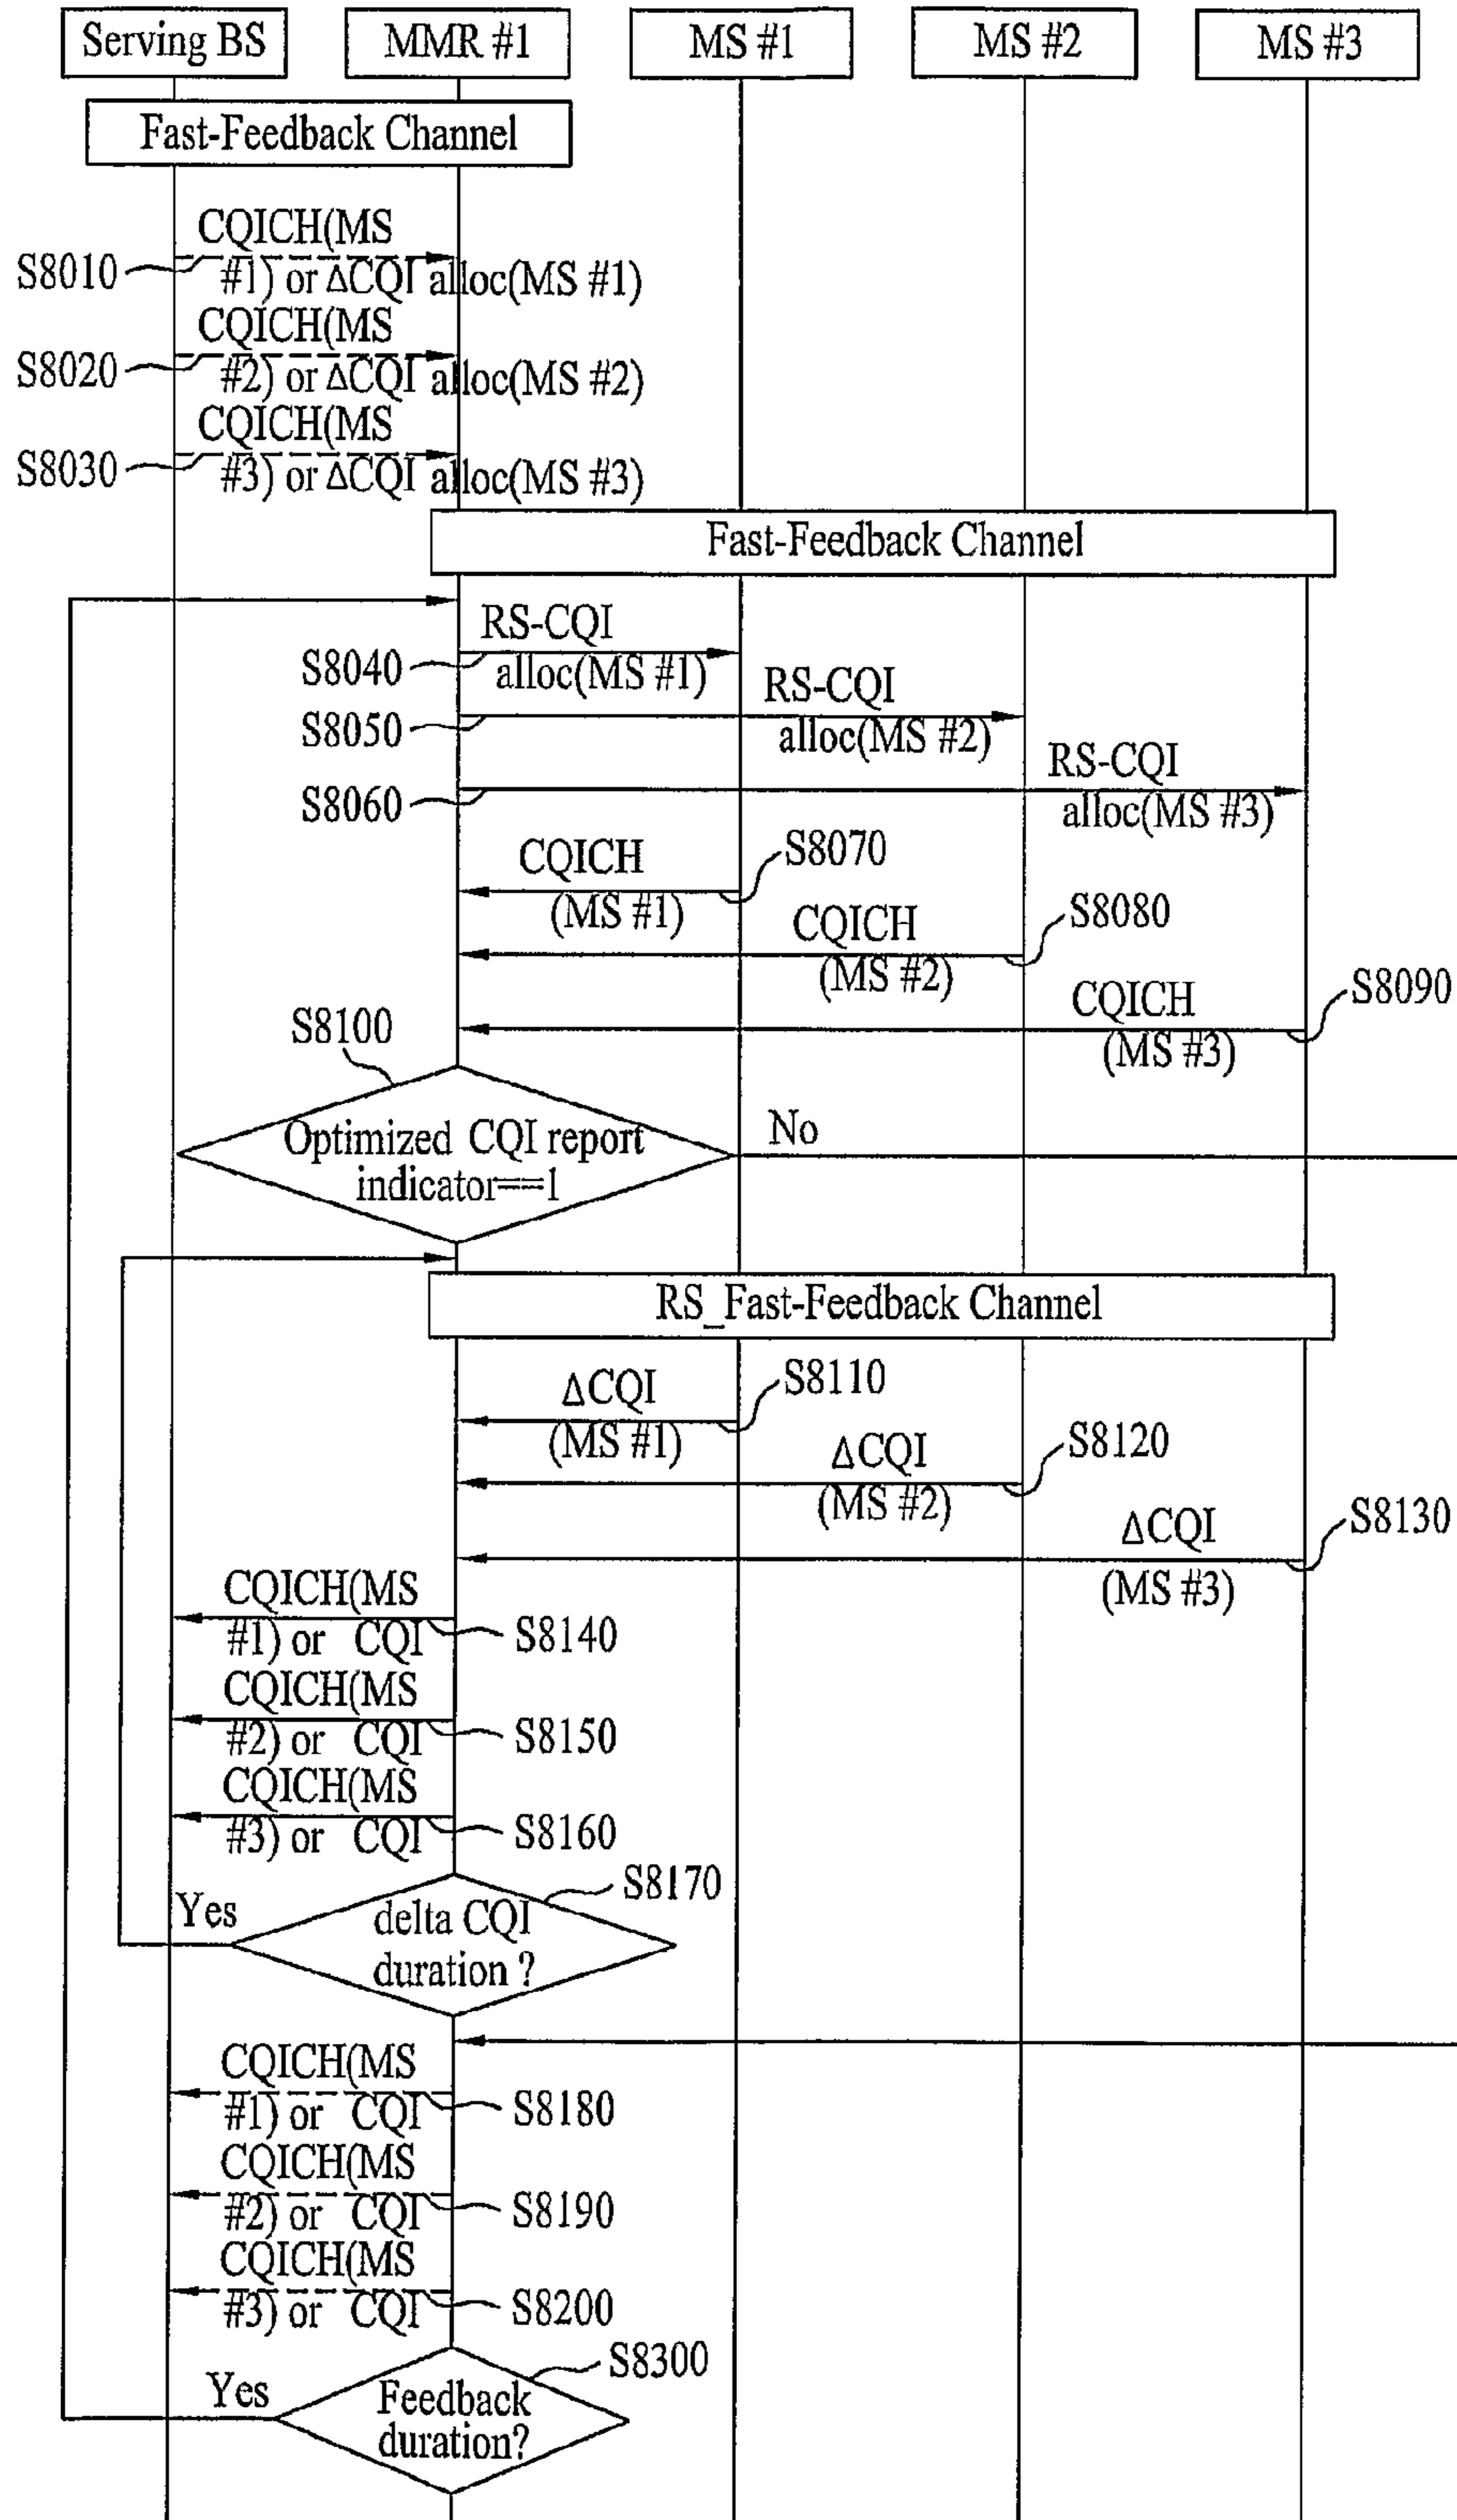 Serving BS
MMR #1
MS #1
MS #2
MS #3
Fast-Feedback Channel
CQICH(MS
S8010
#1) or ΔCQI alloc(MS #1)
CQICH(MS
S8020
#2) or ΔCQI alloc(MS #2)
CQICH(MS
S8030
#3) or ΔCQI alloc(MS #3)
Fast-Feedback Channel
RS-CQI
S8040
alloc(MS #1)
RS-CQI
S8050
alloc(MS #2)
RS-CQI
S8060
alloc(MS #3)
CQICH
S8070
(MS #1)
CQICH
S8080
(MS #2)
CQICH
S8090
(MS #3)
S8100
Optimized CQI report
indicator==1
No
RS_Fast-Feedback Channel
ΔCQI
S8110
(MS #1)
ΔCQI
S8120
(MS #2)
ΔCQI
S8130
(MS #3)
CQICH(MS
#1) or CQI
S8140
CQICH(MS
#2) or CQI
S8150
CQICH(MS
#3) or CQI
S8160
S8170
Yes
delta CQI
duration ?
CQICH(MS
#1) or CQI
S8180
CQICH(MS
#2) or CQI
S8190
CQICH(MS
#3) or CQI
S8200
S8300
Yes
Feedback
duration?